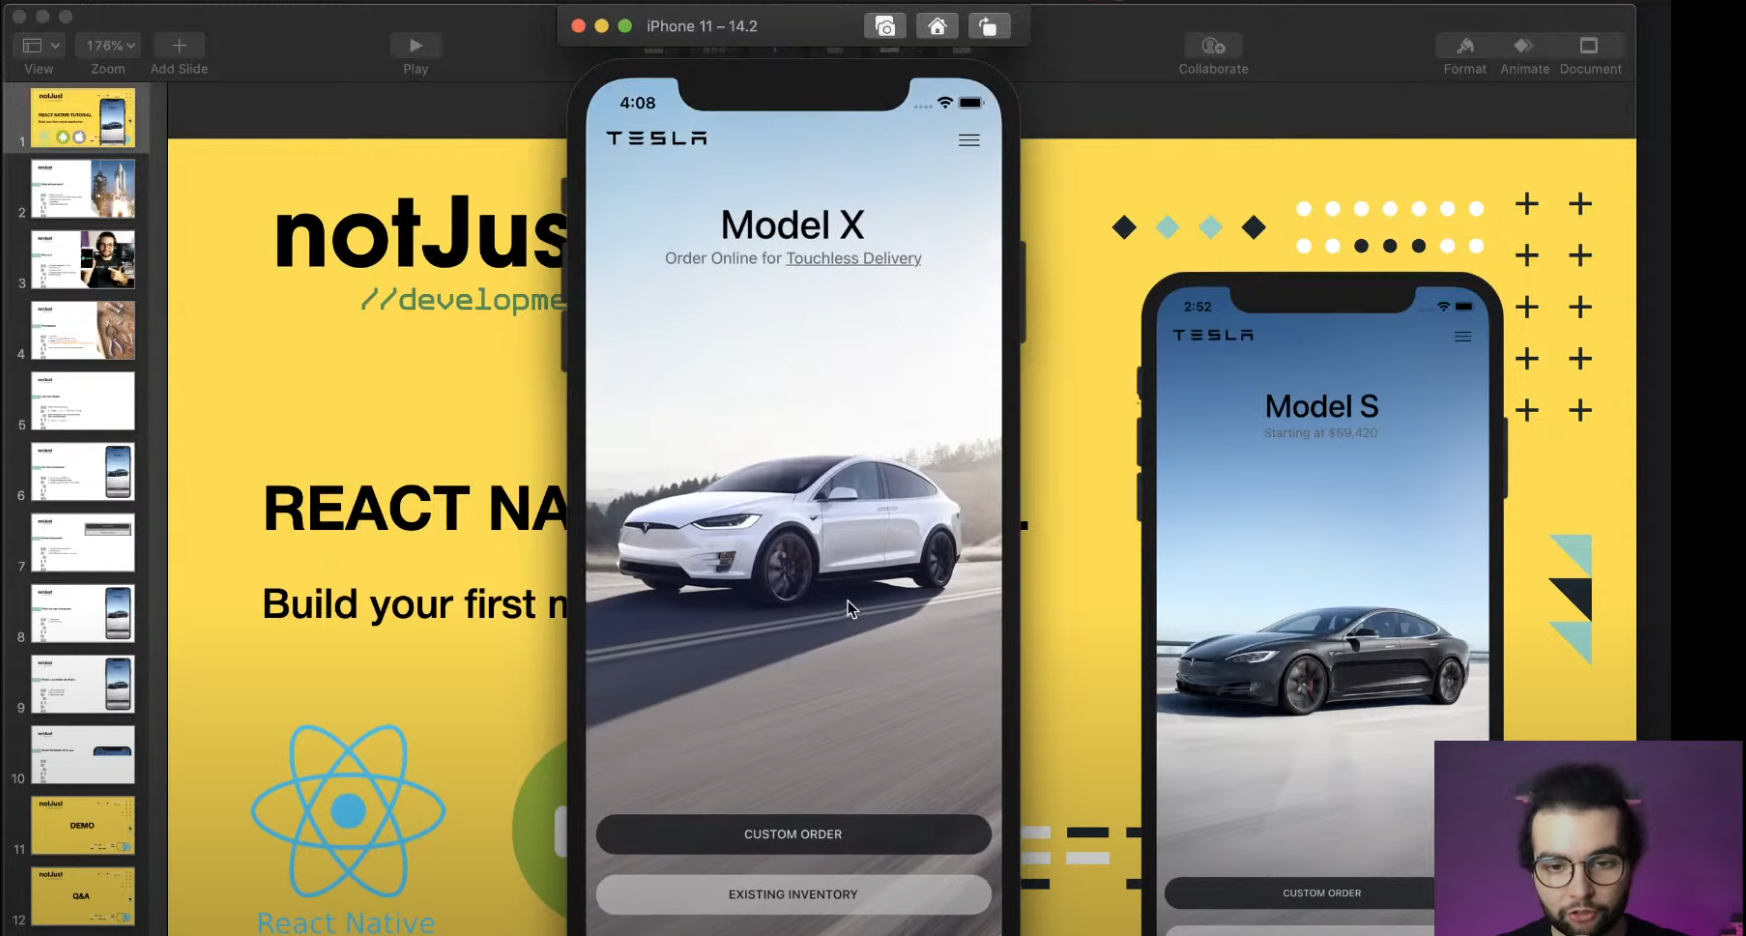 iPhone 11 – 14.2
View
176%
Zoom
Add Slide
Play
Collaborate
Format
Animate
Document
1
notJust
REACT NATIVE TUTORIAL
2
3
4
5
6
7
8
9
10
11
DEMO
12
Q&A
notJus
//developme
REACT NA
Build your first m
React Native
4:08
TESLA
Model X
Order Online for Touchless Delivery
CUSTOM ORDER
EXISTING INVENTORY
2:52
TESLA
Model S
Starting at $69,420
CUSTOM ORDER